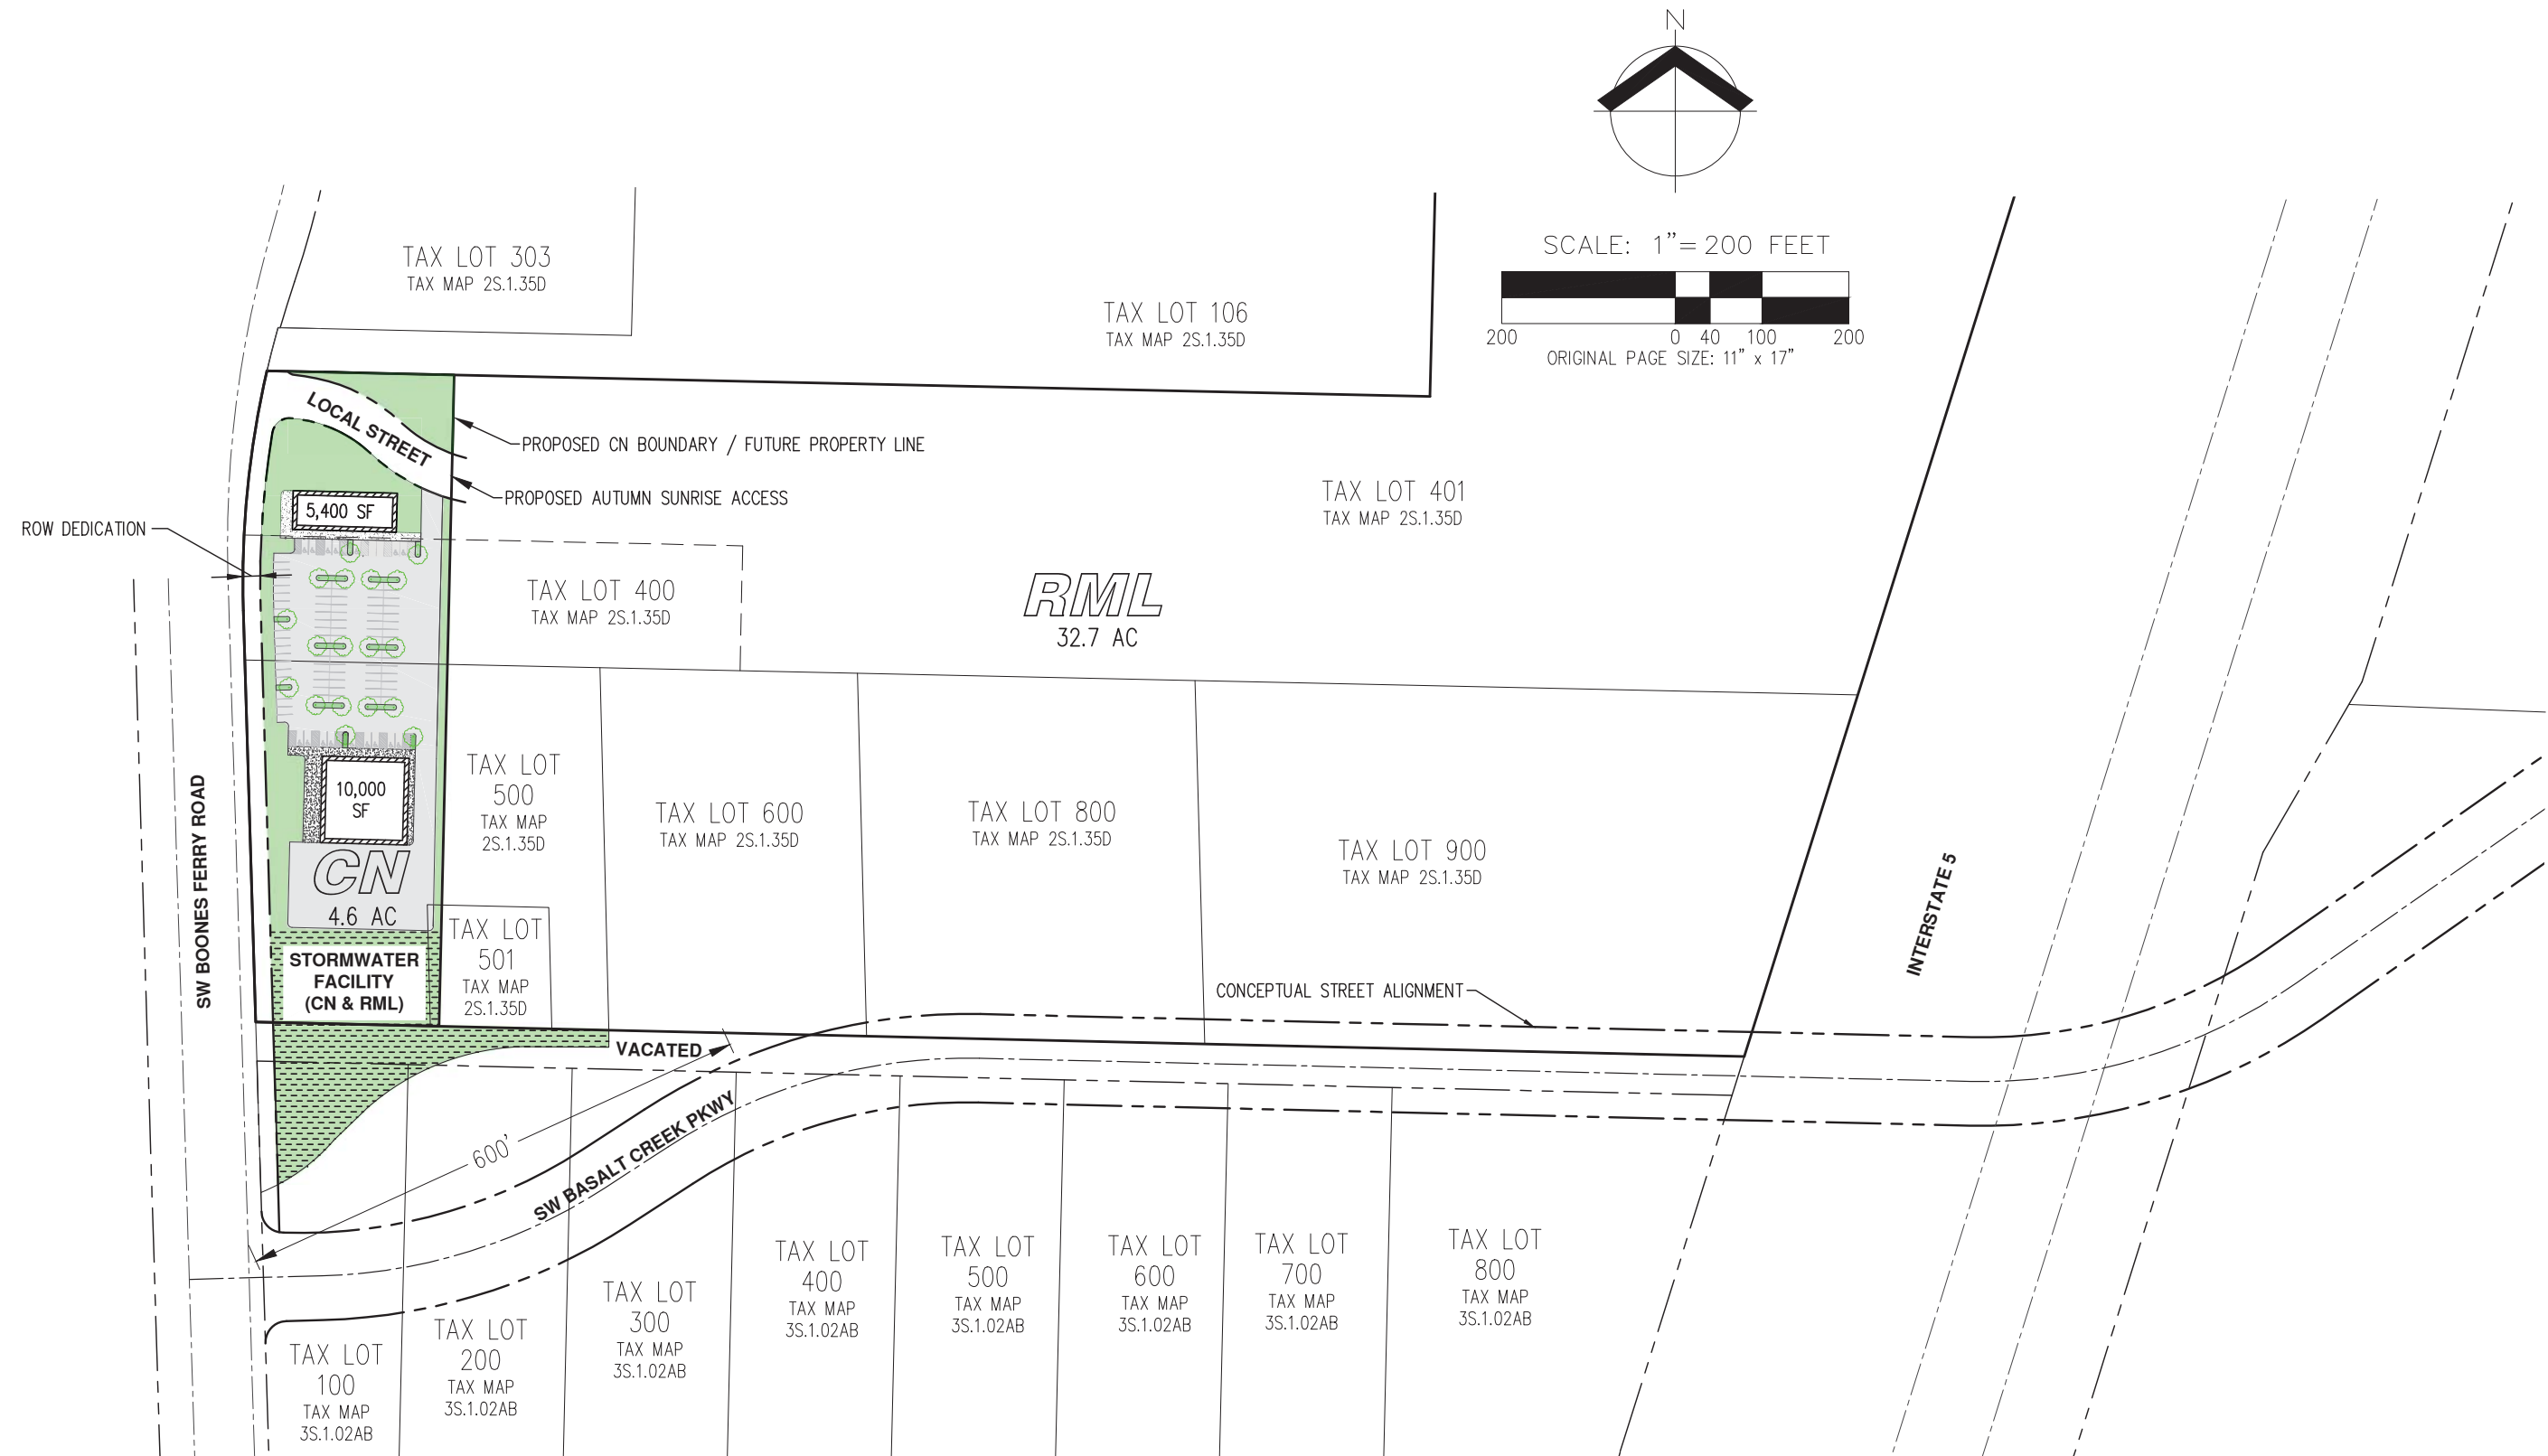 N
SCALE: 1"=200 FEET
200
0
40
100
200
ORIGINAL PAGE SIZE: 11" x 17"
TAX LOT 303
TAX MAP 2S.1.35D
TAX LOT 106
TAX MAP 2S.1.35D
LOCAL STREET
PROPOSED CN BOUNDARY / FUTURE PROPERTY LINE
PROPOSED AUTUMN SUNRISE ACCESS
TAX LOT 401
TAX MAP 2S.1.35D
5,400 SF
ROW DEDICATION
TAX LOT 400
TAX MAP 2S.1.35D
RML
32.7 AC
SW BOONES FERRY ROAD
10,000
SF
CN
4.6 AC
STORMWATER
FACILITY
(CN & RML)
TAX LOT
500
TAX MAP
2S.1.35D
TAX LOT
501
TAX MAP
2S.1.35D
TAX LOT 600
TAX MAP 2S.1.35D
TAX LOT 800
TAX MAP 2S.1.35D
TAX LOT 900
TAX MAP 2S.1.35D
INTERSTATE 5
CONCEPTUAL STREET ALIGNMENT
VACATED
600'
SW BASALT CREEK PKWY
TAX LOT
100
TAX MAP
3S.1.02AB
TAX LOT
200
TAX MAP
3S.1.02AB
TAX LOT
300
TAX MAP
3S.1.02AB
TAX LOT
400
TAX MAP
3S.1.02AB
TAX LOT
500
TAX MAP
3S.1.02AB
TAX LOT
600
TAX MAP
3S.1.02AB
TAX LOT
700
TAX MAP
3S.1.02AB
TAX LOT
800
TAX MAP
3S.1.02AB